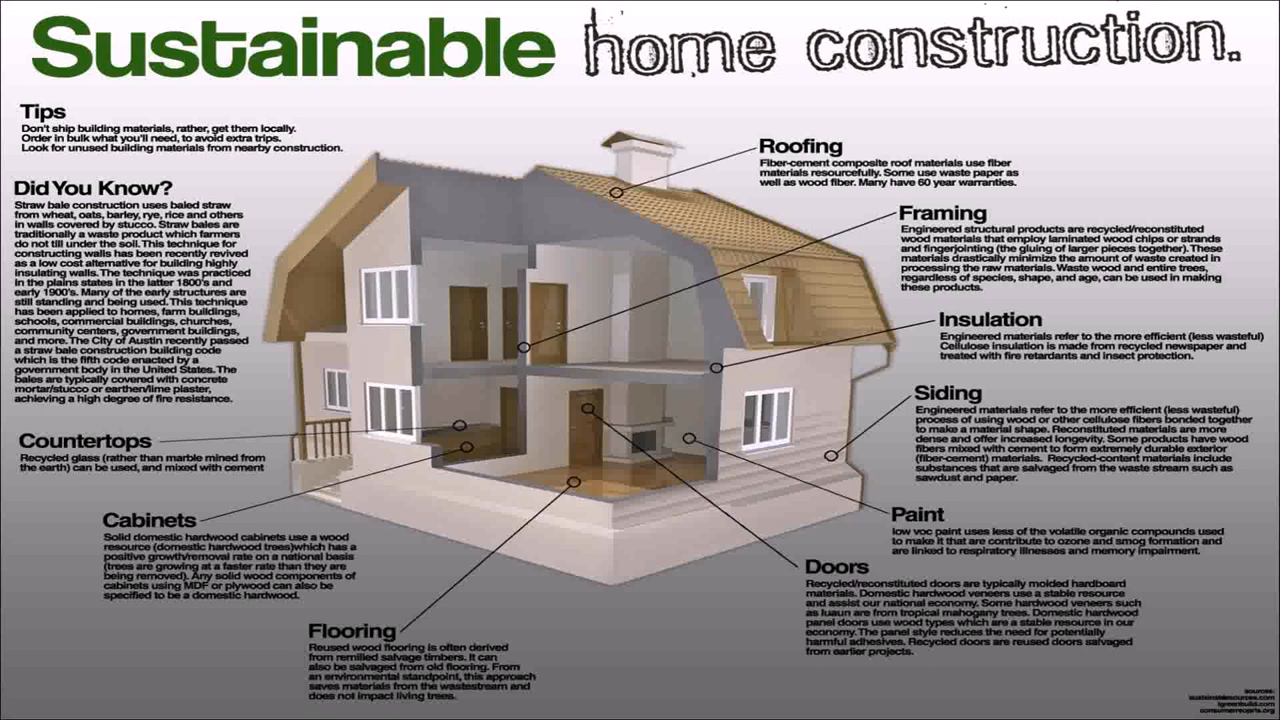 Sustainable home construction.
Tips
Don't ship building materials, rather, get them locally.
Order in bulk what you'll need, to avoid extra trips.
Look for unused building materials from nearby construction.
Did You Know?
Straw bale construction uses baled straw
from wheat, oats, barley, rye, rice and others
in walls covered by stucco. Straw bales are
traditionally a waste product which farmers
do not till under the soil. This technique for
constructing walls has been recently revived
as a low cost alternative for building highly
insulating walls. The technique was practiced
in the plains states in the latter 1800's and
early 1900's. Many of the early structures are
still standing and being used. This technique
has been applied to homes, farm buildings,
schools, commercial buildings, churches,
community centers, government buildings,
and more. The City of Austin recently passed
a straw bale construction building code
which is the fifth code enacted by a
government body in the United States. The
bales are typically covered with concrete
mortar/stucco or earthen/lime plaster,
achieving a high degree of fire resistance.
Countertops
Recycled glass (rather than marble mined from
the earth) can be used, and mixed with cement
Cabinets
Solid domestic hardwood cabinets use a wood
resource (domestic hardwood trees)which has a
positive growth/removal rate on a national basis
(trees are growing at a faster rate than they are
being removed). Any solid wood components of
cabinets using MDF or plywood can also be
specified to be a domestic hardwood.
Flooring
Reused wood flooring is often derived
from remilled salvage timbers. It can
also be salvaged from old flooring. From
an environmental standpoint, this approach
saves materials from the wastestream and
does not impact living trees.
Roofing
Fiber-cement composite roof materials use fiber
materials resourcefully. Some use waste paper as
well as wood fiber. Many have 60 year warranties.
Framing
Engineered structural products are recycled/reconstituted
wood materials that employ laminated wood chips or strands
and fingerjointing (the gluing of larger pieces together). These
materials drastically minimize the amount of waste created in
processing the raw materials. Waste wood and entire trees,
regardless of species, shape, and age, can be used in making
these products.
Insulation
Engineered materials refer to the more efficient (less wasteful)
Cellulose insulation is made from recycled newspaper and
treated with fire retardants and insect protection.
Siding
Engineered materials refer to the more efficient (less wasteful)
process of using wood or other cellulose fibers bonded together
to make a material shape. Reconstituted materials are more
dense and offer increased longevity. Some products have wood
fibers mixed with cement to form extremely durable exterior
(fiber-cement) materials. Recycled-content materials include
substances that are salvaged from the waste stream such as
sawdust and paper.
Paint
low voc paint uses less of the volatile organic compounds used
to make it that are contribute to ozone and smog formation and
are linked to respiratory illnesses and memory impairment.
Doors
Recycled/reconstituted doors are typically molded hardboard
materials. Domestic hardwood veneers use a stable resource
and assist our national economy. Some hardwood veneers such
as luaun are from tropical mahogany trees. Domestic hardwood
panel doors use wood types which are a stable resource in our
economy. The panel style reduces the need for potentially
harmful adhesives. Recycled doors are reused doors salvaged
from earlier projects.
sources:
sustainablesources.com
igreenbuild.com